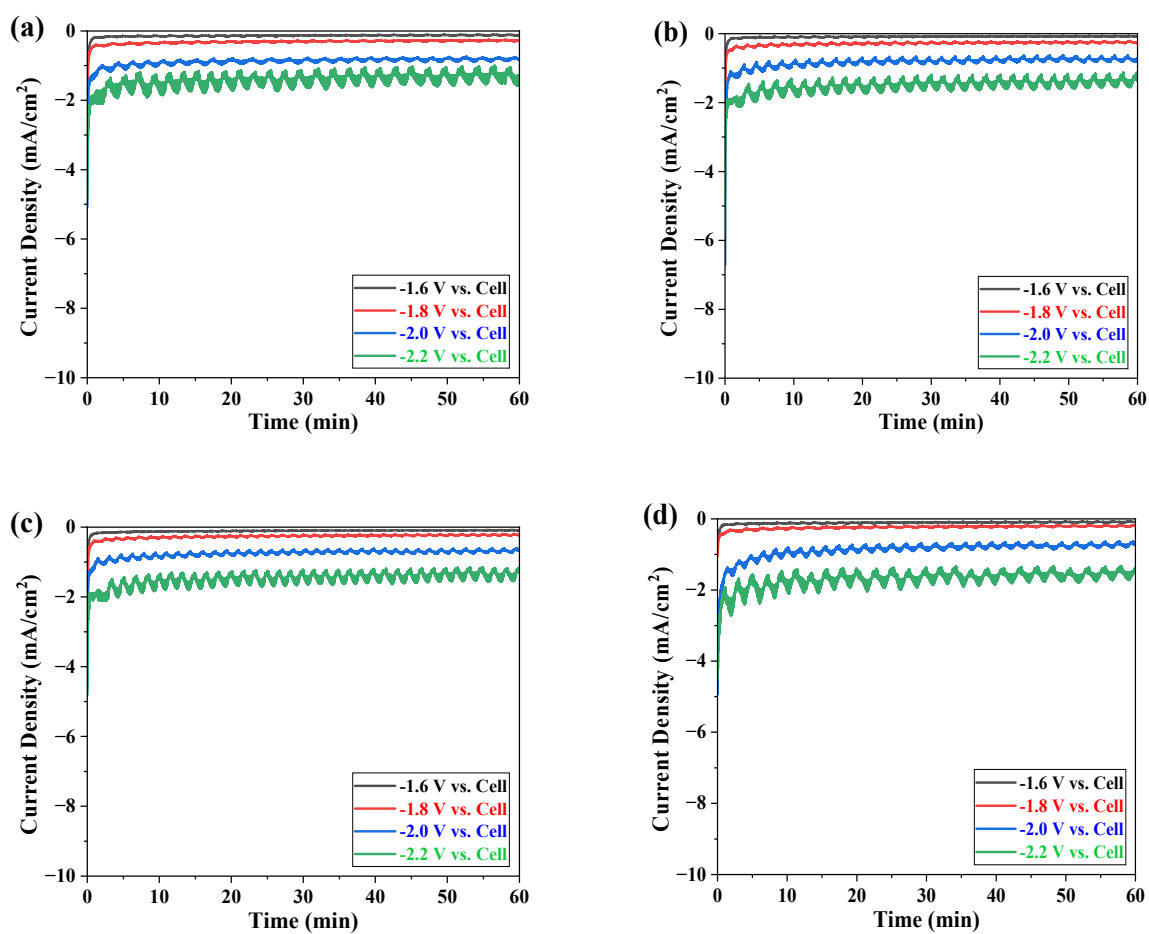 (a)
Current Density (mA/cm²)
0
−2
−4
−6
−8
−10
-1.6 V vs. Cell
-1.8 V vs. Cell
-2.0 V vs. Cell
-2.2 V vs. Cell
0 10 20 30 40 50 60
Time (min)
(b)
Current Density (mA/cm²)
0
−2
−4
−6
−8
−10
-1.6 V vs. Cell
-1.8 V vs. Cell
-2.0 V vs. Cell
-2.2 V vs. Cell
0 10 20 30 40 50 60
Time (min)
(c)
Current Density (mA/cm²)
0
−2
−4
−6
−8
−10
-1.6 V vs. Cell
-1.8 V vs. Cell
-2.0 V vs. Cell
-2.2 V vs. Cell
0 10 20 30 40 50 60
Time (min)
(d)
Current Density (mA/cm²)
0
−2
−4
−6
−8
−10
-1.6 V vs. Cell
-1.8 V vs. Cell
-2.0 V vs. Cell
-2.2 V vs. Cell
0 10 20 30 40 50 60
Time (min)